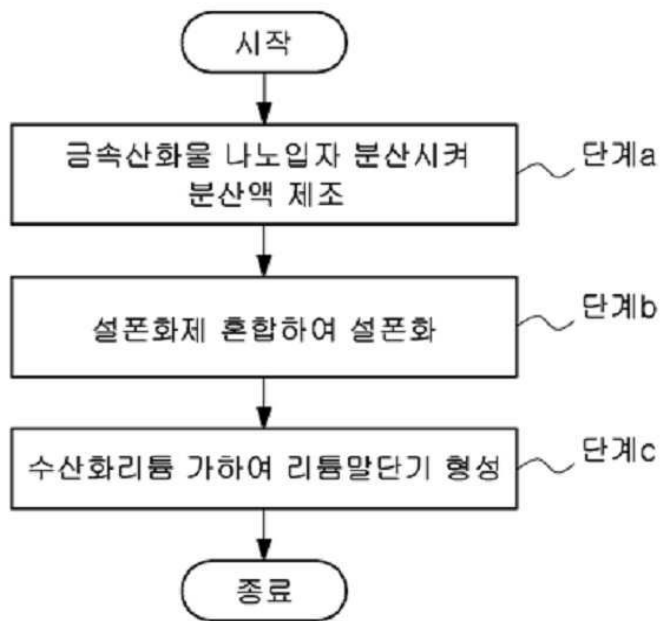 시작
금속산화물 나노입자 분산시켜
분산액 제조
단계a
설폰화제 혼합하여 설폰화
단계b
수산화리튬 가하여 리튬말단기 형성
단계c
종료